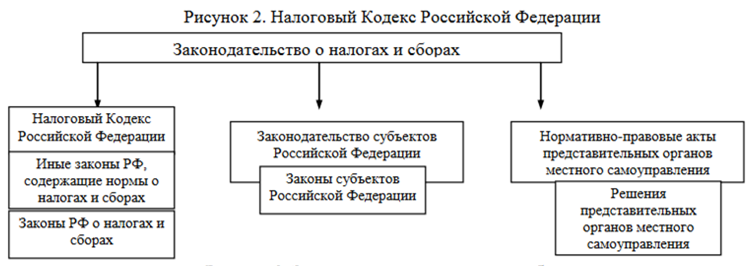 Рисунок 2. Налоговый Кодекс Российской Федерации
Законодательство о налогах и сборах
Налоговый Кодекс
Российской Федерации
Иные законы РФ,
содержащие нормы о
налогах и сборах
Законы РФ о налогах и
сборах
Законодательство субъектов
Российской Федерации
Законы субъектов
Российской Федерации
Нормативно-правовые акты
представительных органов
местного самоуправления
Решения
представительных
органов местного
самоуправления